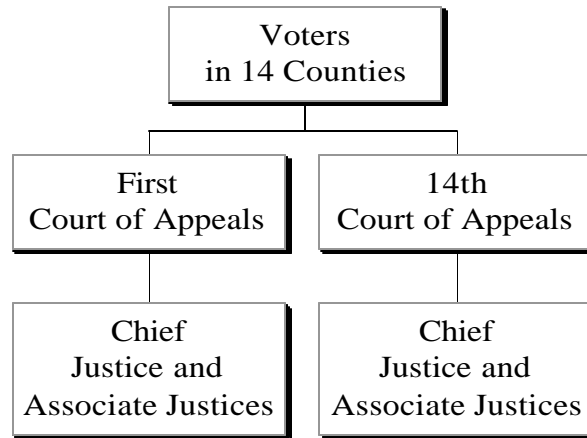 Voters
in 14 Counties
First
Court of Appeals
14th
Court of Appeals
Chief
Justice and
Associate Justices
Chief
Justice and
Associate Justices